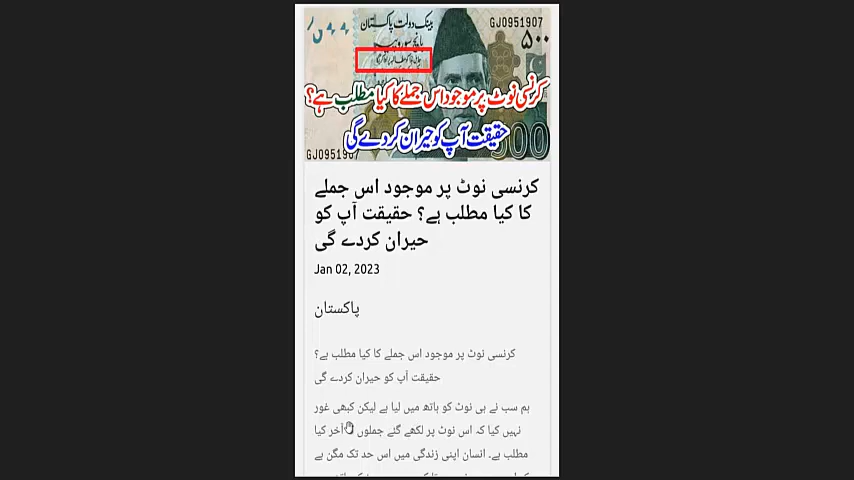 بینک دولت پاکستان
GJ0951907
۵۰۰
کرنسی نوٹ پر موجود اس جملے کا کیا مطلب ہے؟
حقیقت آپ کو حیران کر دے گی
500
GJ0951907
کرنسی نوٹ پر موجود اس جملے
کا کیا مطلب ہے؟ حقیقت آپ کو
حیران کردے گی
Jan 02, 2023
پاکستان
کرنسی نوٹ پر موجود اس جملے کا کیا مطلب ہے؟
حقیقت آپ کو حیران کردے گی
ہم سب نے ہی نوٹ کو ہاتھ میں لیا ہے لیکن کبھی غور
نہیں کیا کہ اس نوٹ پر لکھے گئے جملوں کا آخر کیا
مطلب ہے۔ انسان اپنی زندگی میں اس حد تک مگن ہے